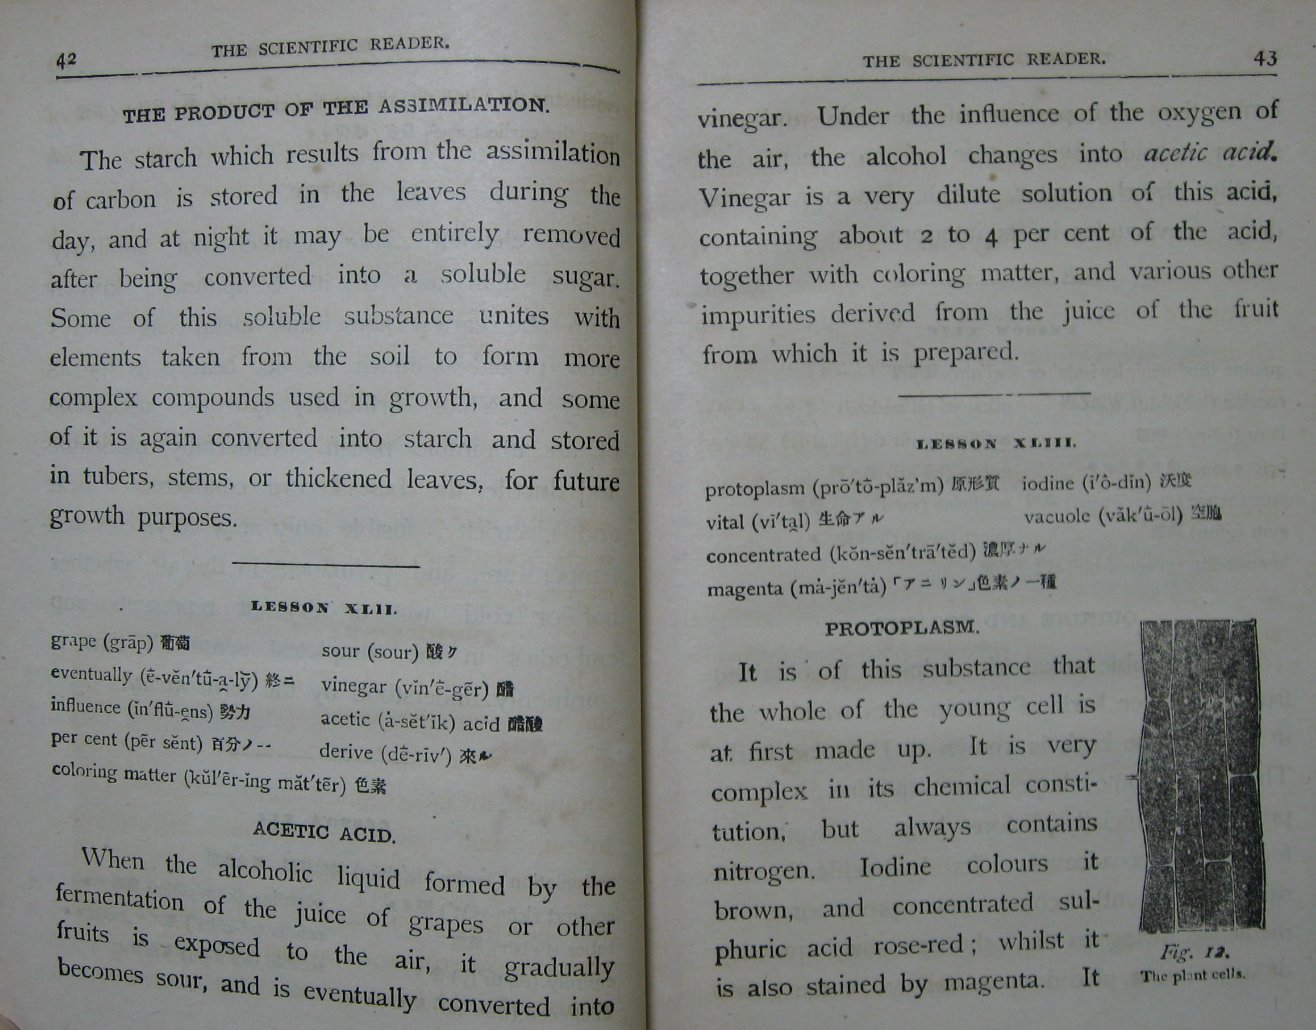 42
THE SCIENTIFIC READER.
THE PRODUCT OF THE ASSIMILATION.
The starch which results from the assimilation
of carbon is stored in the leaves during the
day, and at night it may be entirely removed
after being converted into a soluble sugar.
Some of this soluble substance unites with
elements taken from the soil to form more
complex compounds used in growth, and some
of it is again converted into starch and stored
in tubers, stems, or thickened leaves, for future
growth purposes.
LESSON XLII.
grape (grāp) 葡萄
sour (sour) 酸ク
eventually (ē̇-vĕn′tū̇-a̤-lỹ) 終ニ
vinegar (vĭn′ē̇-gẽr) 醋
influence (ĭn′flū̇-ens) 勢力
acetic (ȧ-sĕt′ĭk) acid 醋酸
per cent (pẽr sĕnt) 百分ノ--
derive (dē̇-rīv′) 來ル
coloring matter (kŭl′ẽr-ĭng măt′tẽr) 色素
ACETIC ACID.
When the alcoholic liquid formed by the
fermentation of the juice of grapes or other
fruits is exposed to the air, it gradually
becomes sour, and is eventually converted into
THE SCIENTIFIC READER.
43
vinegar. Under the influence of the oxygen of
the air, the alcohol changes into acetic acid.
Vinegar is a very dilute solution of this acid,
containing about 2 to 4 per cent of the acid,
together with coloring matter, and various other
impurities derived from the juice of the fruit
from which it is prepared.
LESSON XLIII.
protoplasm (prō′tō̇-plăz'm) 原形質
iodine (ī′ō̇-dĭn) 沃度
vital (vī′ta̤l) 生命アル
vacuole (văk′ū̇-ōl) 空胞
concentrated (kŏn-sĕn′trā′tĕd) 濃厚ナル
magenta (mȧ-jĕn′tȧ)「アニリン」色素ノ一種
PROTOPLASM.
It is of this substance that
the whole of the young cell is
at first made up. It is very
complex in its chemical consti-
tution, but always contains
nitrogen. Iodine colours it
brown, and concentrated sul-
phuric acid rose-red; whilst it
is also stained by magenta. It
Fig. 12.
The plant cells.